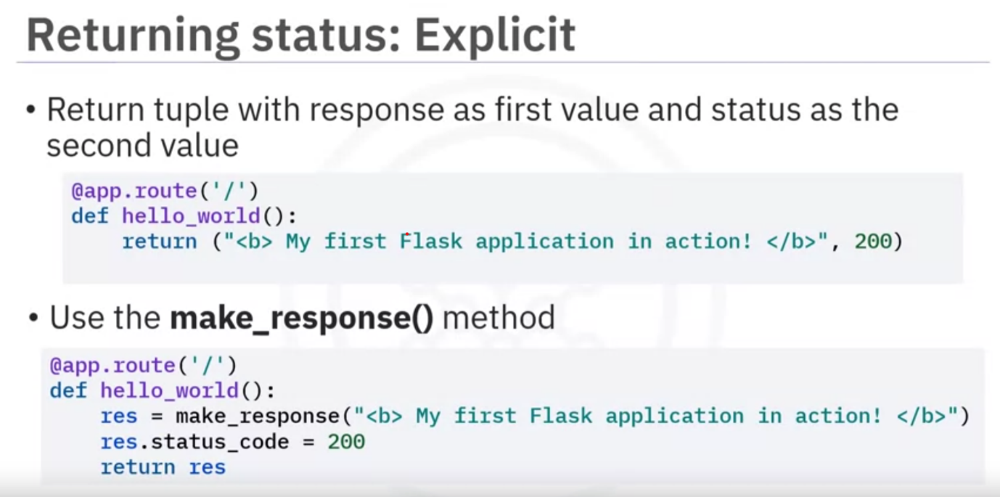 Returning status: Explicit
• Return tuple with response as first value and status as the
second value
@app.route('/')
def hello_world():
    return ("<b> My first Flask application in action! </b>", 200)
• Use the make_response() method
@app.route('/')
def hello_world():
    res = make_response("<b> My first Flask application in action! </b>")
    res.status_code = 200
    return res